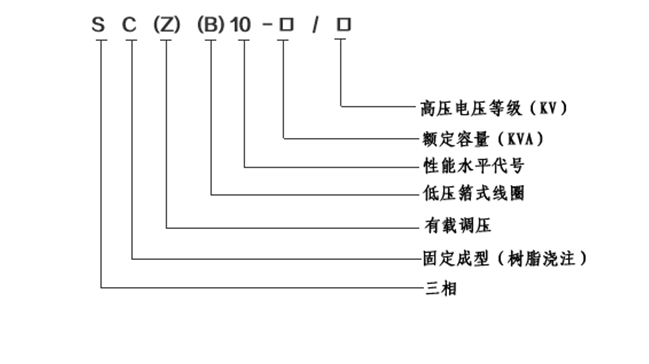 S C (Z) (B) 10 - □ / □
高压电压等级(KV)
额定容量(KVA)
性能水平代号
低压箔式线圈
有载调压
固定成型(树脂浇注)
三相